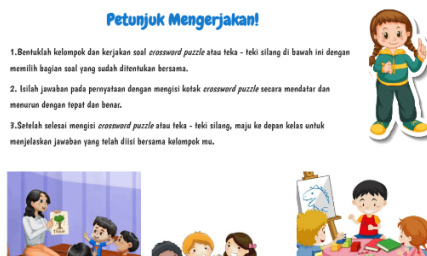 Petunjuk Mengerjakan!
1.Bentuklah kelompok dan kerjakan soal crossword puzzle atau teka - teki silang di bawah ini dengan
memilih bagian soal yang sudah ditentukan bersama.
2. Isilah jawaban pada pernyataan dengan mengisi kotak crossword puzzle secara mendatar dan
menurun dengan tepat dan benar.
3.Setelah selesai mengisi crossword puzzle atau teka - teki silang, maju ke depan kelas untuk
menjelaskan jawaban yang telah diisi bersama kelompok mu.